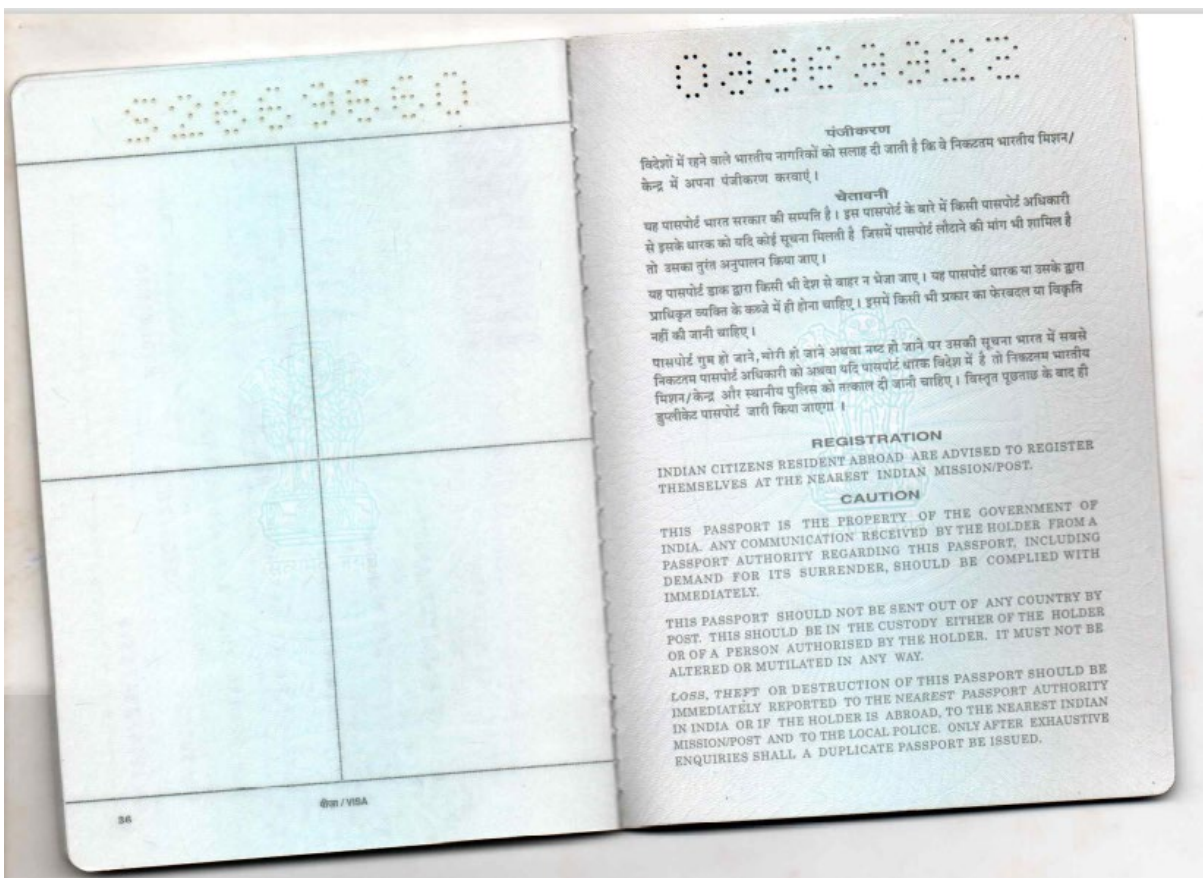 36
वीज़ा / VISA
पंजीकरण
विदेशों में रहने वाले भारतीय नागरिकों को सलाह दी जाती है कि वे निकटतम भारतीय मिशन/
केन्द्र में अपना पंजीकरण करवाएं।
चेतावनी
यह पासपोर्ट भारत सरकार की सम्पति है। इस पासपोर्ट के बारे में किसी पासपोर्ट अधिकारी
से इसके धारक को यदि कोई सूचना मिलती है जिसमें पासपोर्ट लौटाने की मांग भी शामिल है
तो उसका तुरंत अनुपालन किया जाए।
यह पासपोर्ट डाक द्वारा किसी भी देश से बाहर न भेजा जाए। यह पासपोर्ट धारक या उसके द्वारा
प्राधिकृत व्यक्ति के कब्जे में ही होना चाहिए। इसमें किसी भी प्रकार का फेरबदल या विकृति
नहीं की जानी चाहिए।
पासपोर्ट गुम हो जाने, चोरी हो जाने अथवा नष्ट हो जाने पर उसकी सूचना भारत में सबसे
निकटतम पासपोर्ट अधिकारी को अथवा यदि पासपोर्ट धारक विदेश में है तो निकटतम भारतीय
मिशन/केन्द्र और स्थानीय पुलिस को तत्काल दी जानी चाहिए। विस्तृत पूछताछ के बाद ही
डुप्लीकेट पासपोर्ट जारी किया जाएगा ।
REGISTRATION
INDIAN CITIZENS RESIDENT ABROAD ARE ADVISED TO REGISTER
THEMSELVES AT THE NEAREST INDIAN MISSION/POST.
CAUTION
THIS PASSPORT IS THE PROPERTY OF THE GOVERNMENT OF
INDIA. ANY COMMUNICATION RECEIVED BY THE HOLDER FROM A
PASSPORT AUTHORITY REGARDING THIS PASSPORT, INCLUDING
DEMAND FOR ITS SURRENDER, SHOULD BE COMPLIED WITH
IMMEDIATELY.
THIS PASSPORT SHOULD NOT BE SENT OUT OF ANY COUNTRY BY
POST. THIS SHOULD BE IN THE CUSTODY EITHER OF THE HOLDER
OR OF A PERSON AUTHORISED BY THE HOLDER. IT MUST NOT BE
ALTERED OR MUTILATED IN ANY WAY.
LOSS, THEFT OR DESTRUCTION OF THIS PASSPORT SHOULD BE
IMMEDIATELY REPORTED TO THE NEAREST PASSPORT AUTHORITY
IN INDIA OR IF THE HOLDER IS ABROAD, TO THE NEAREST INDIAN
MISSION/POST AND TO THE LOCAL POLICE. ONLY AFTER EXHAUSTIVE
ENQUIRIES SHALL A DUPLICATE PASSPORT BE ISSUED.